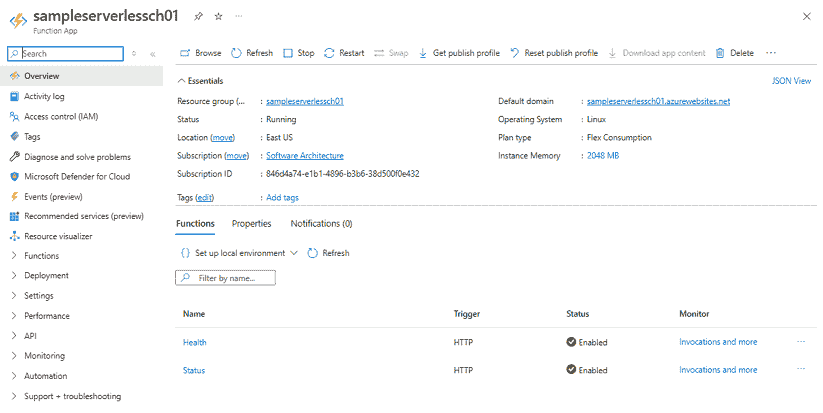 sampleserverlessch01
Function App
Search
Browse Refresh Stop Restart Swap Get publish profile Reset publish profile Download app content Delete
Overview
Activity log
Access control (IAM)
Tags
Diagnose and solve problems
Microsoft Defender for Cloud
Events (preview)
Recommended services (preview)
Resource visualizer
Functions
Deployment
Settings
Performance
API
Monitoring
Automation
Support + troubleshooting
Essentials
JSON View
Resource group (... : sampleserverlessch01
Status : Running
Location (move) : East US
Subscription (move) : Software Architecture
Subscription ID : 846d4a74-e1b1-4896-b3b6-38d500f0e432
Default domain : sampleserverlessch01.azurewebsites.net
Operating System : Linux
Plan type : Flex Consumption
Instance Memory : 2048 MB
Tags (edit) : Add tags
Functions Properties Notifications (0)
Set up local environment Refresh
Filter by name...
Name Trigger Status Monitor
Health HTTP Enabled Invocations and more ...
Status HTTP Enabled Invocations and more ...